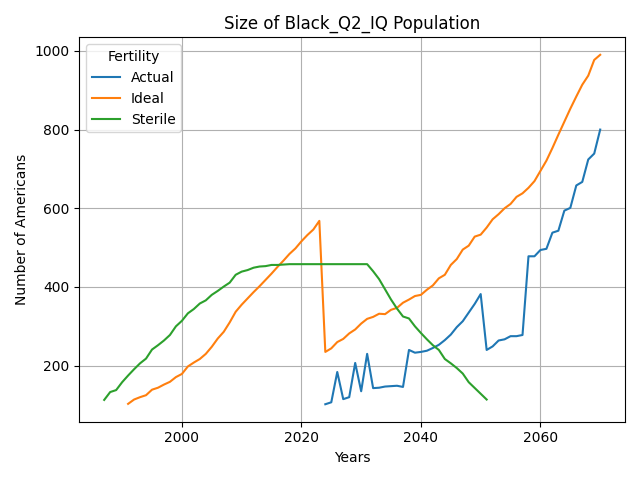 Size of Black_Q2_IQ Population
Fertility
Actual
Ideal
Sterile
Number of Americans
1000
800
600
400
200
2000
2020
2040
2060
Years